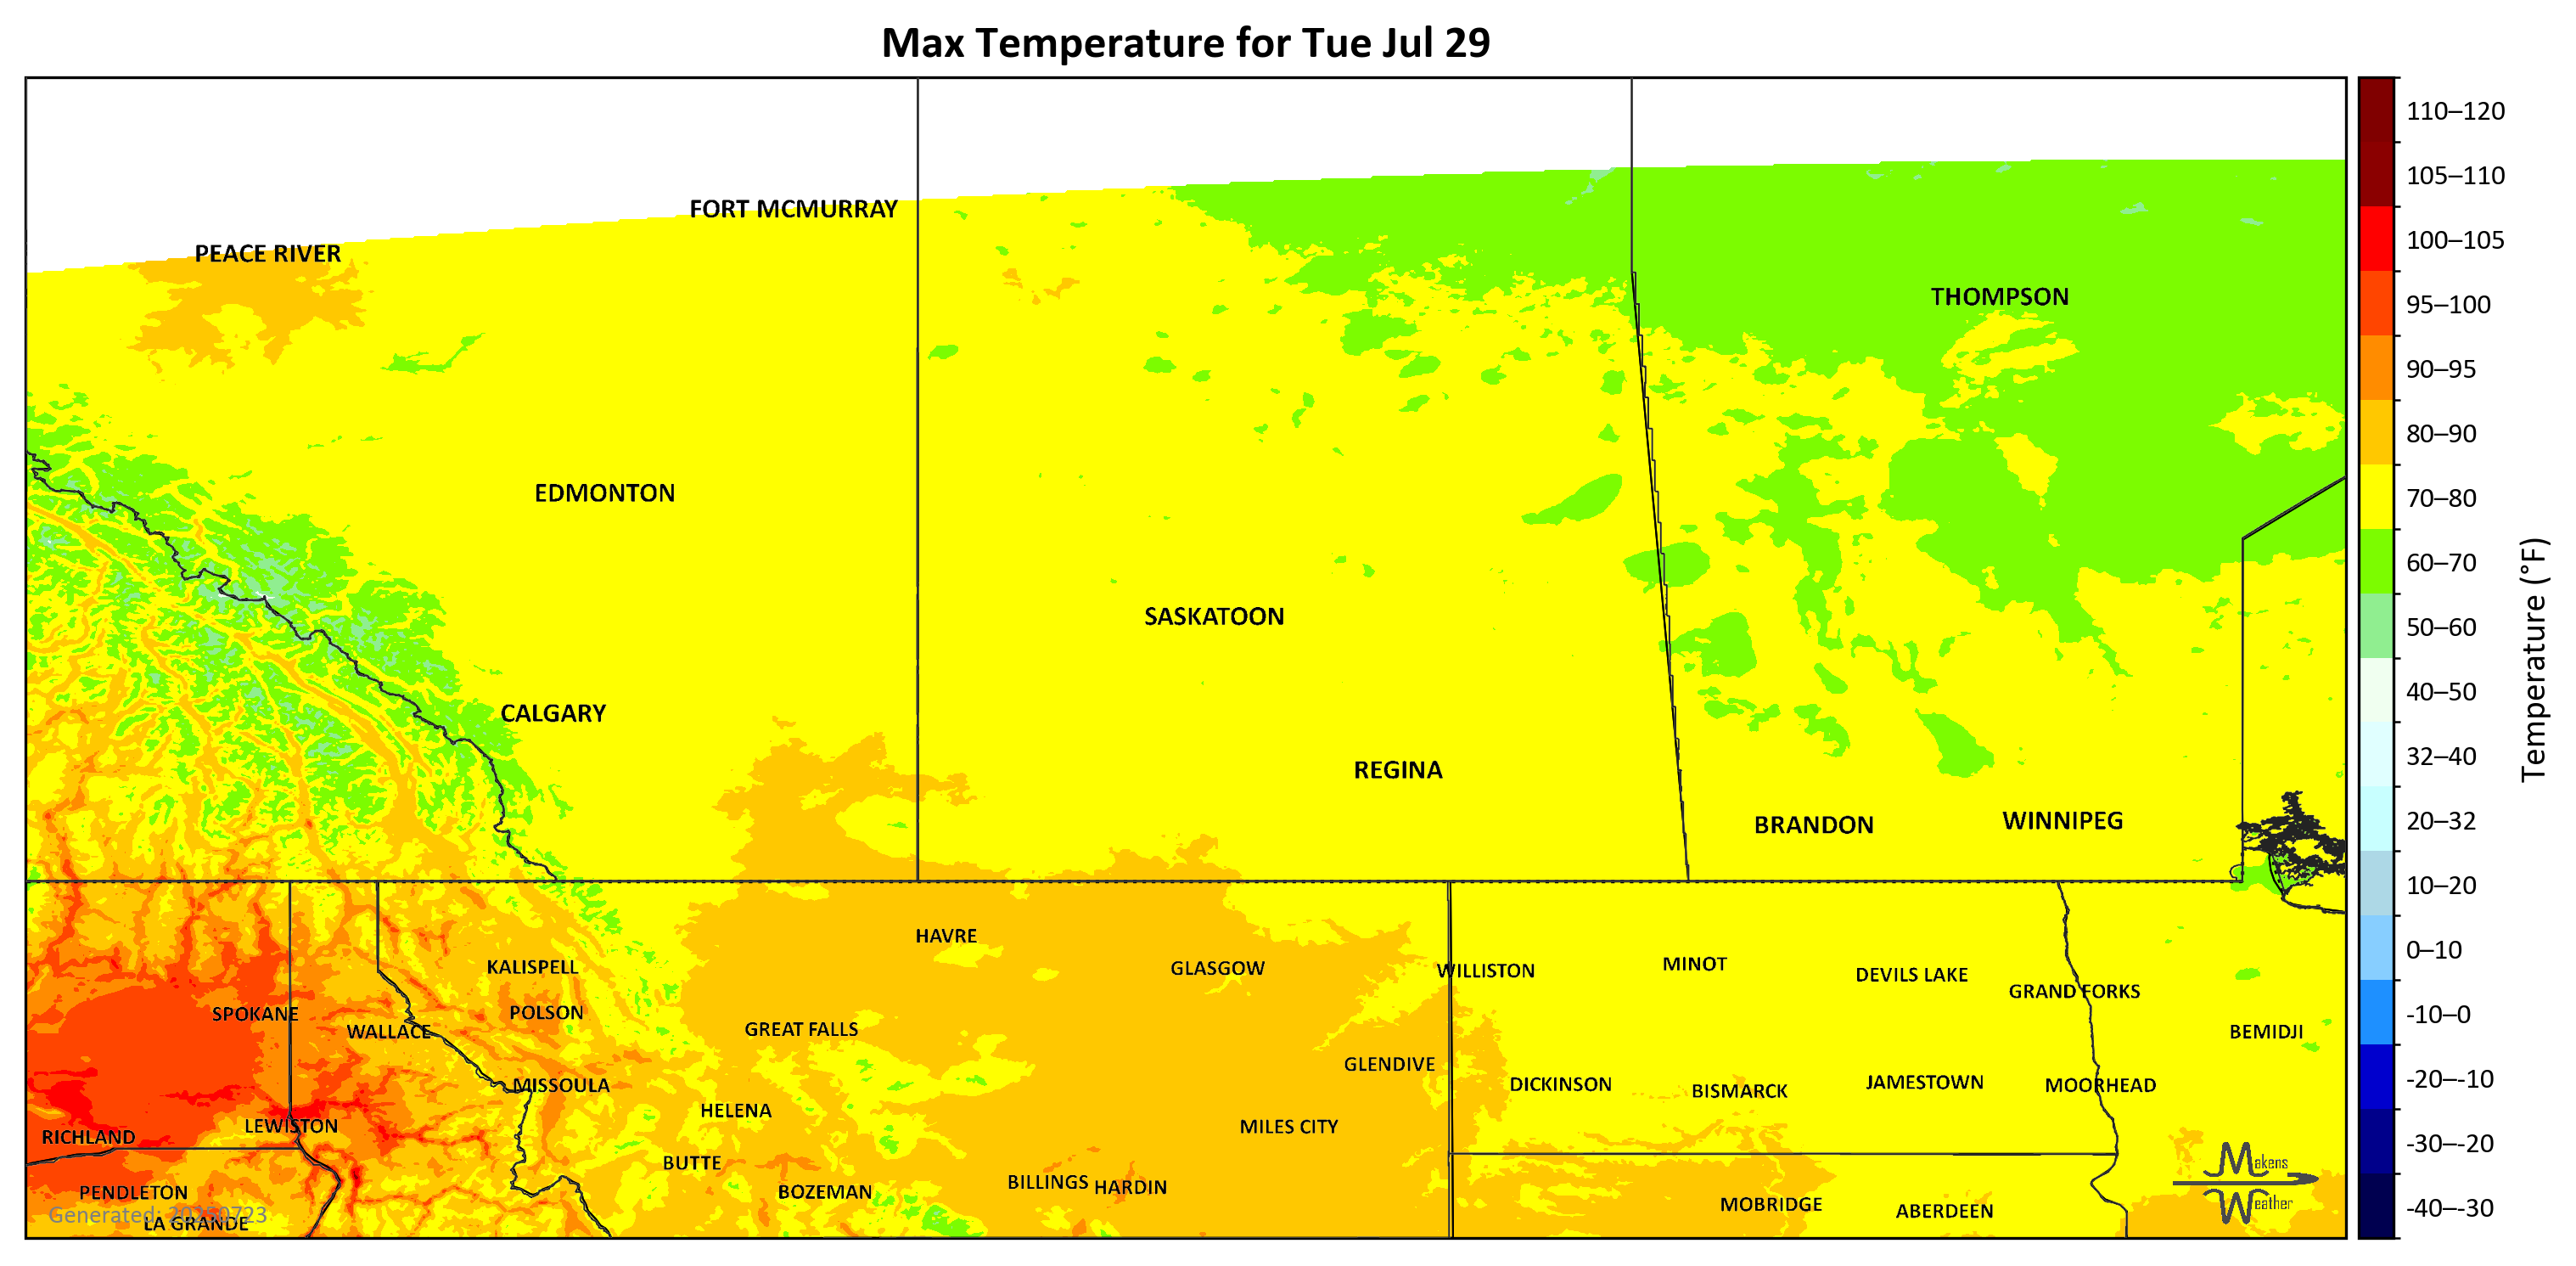 Max Temperature for Tue Jul 29
FORT MCMURRAY
PEACE RIVER
THOMPSON
EDMONTON
SASKATOON
CALGARY
REGINA
BRANDON
WINNIPEG
HAVRE
KALISPELL
GLASGOW
WILLISTON
MINOT
DEVILS LAKE
GRAND FORKS
SPOKANE
POLSON
WALLACE
GREAT FALLS
BEMIDJI
GLENDIVE
MISSOULA
DICKINSON
BISMARCK
JAMESTOWN
MOORHEAD
HELENA
LEWISTON
MILES CITY
RICHLAND
BUTTE
BILLINGS
HARDIN
PENDLETON
BOZEMAN
MOBRIDGE
ABERDEEN
LA GRANDE
Generated: 20250723
Makens
Weather
110–120
105–110
100–105
95–100
90–95
80–90
70–80
60–70
50–60
40–50
32–40
20–32
10–20
0–10
-10–0
-20–-10
-30–-20
-40–-30
Temperature (°F)